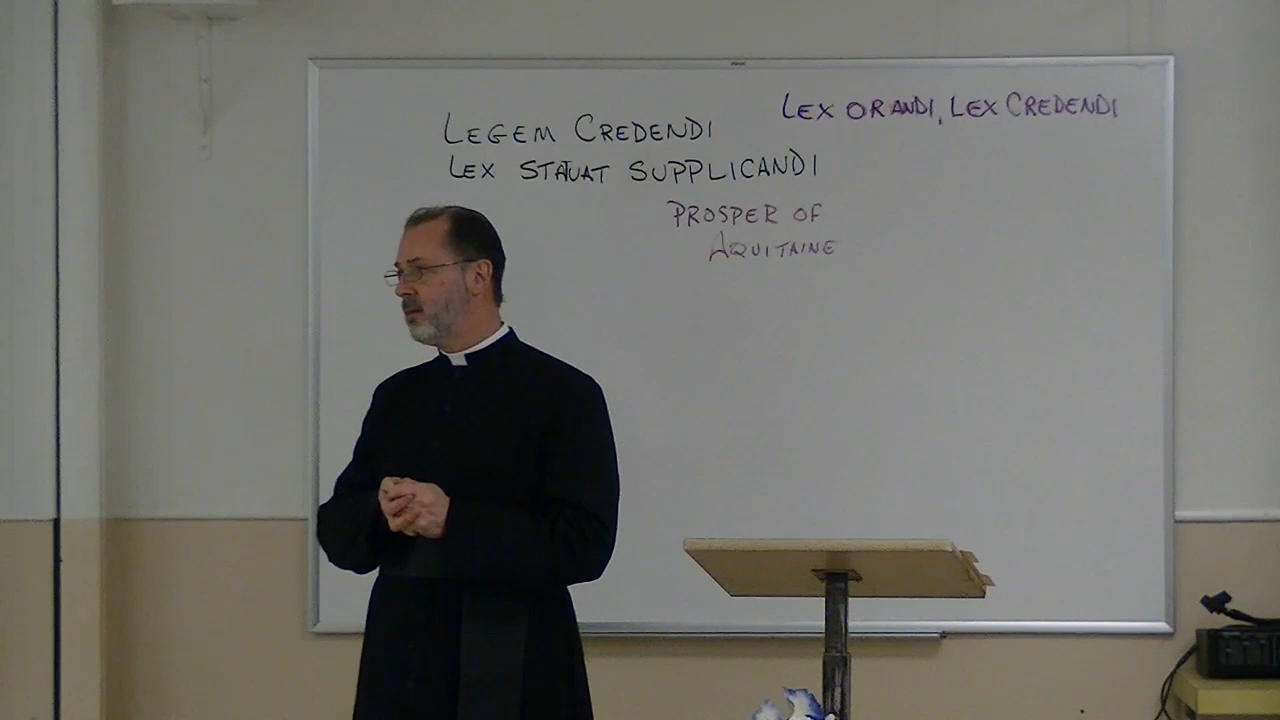 LEGEM CREDENDI
LEX STATUAT SUPPLICANDI
PROSPER OF
AQUITAINE
LEX ORANDI, LEX CREDENDI